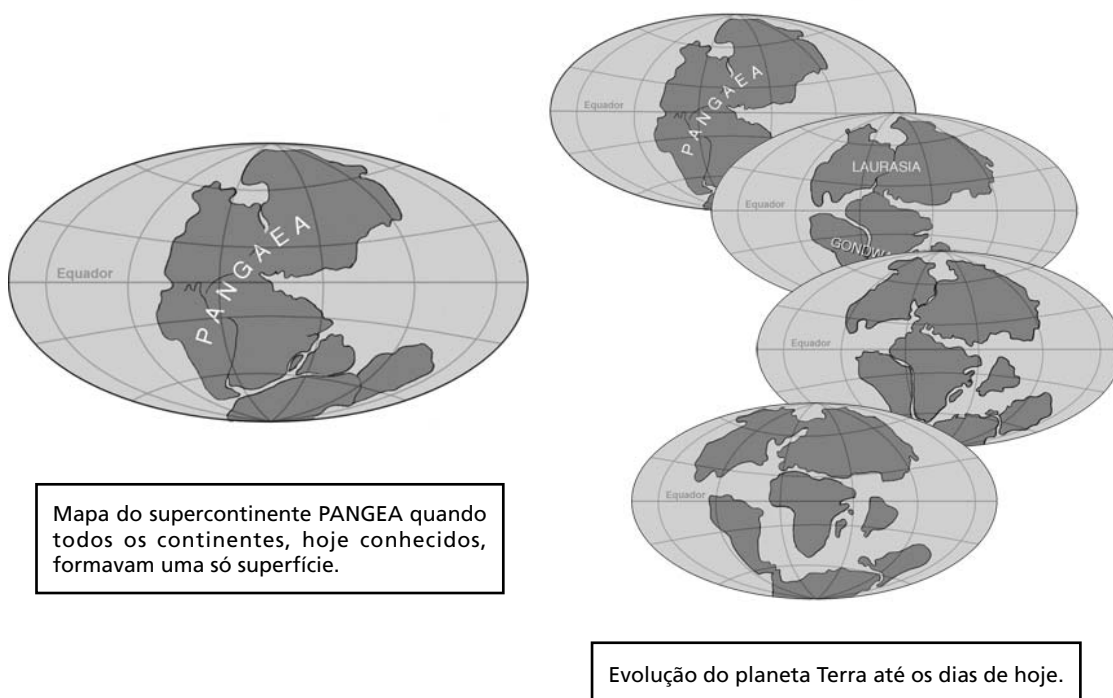 Equador
PANGAEA
Mapa do supercontinente PANGEA quando
todos os continentes, hoje conhecidos,
formavam uma só superfície.
Equador
PANGAEA
LAURASIA
Equador
GONDWA
Equador
Equador
Evolução do planeta Terra até os dias de hoje.